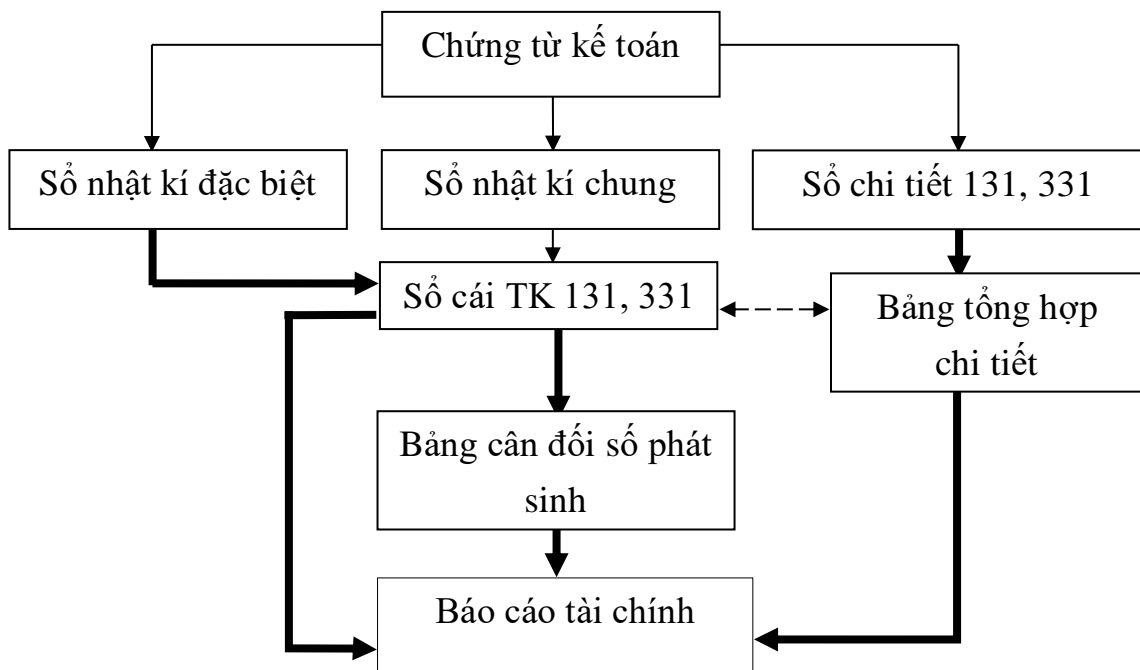 Chứng từ kế toán
Sổ nhật kí đặc biệt
Sổ nhật kí chung
Sổ chi tiết 131, 331
Sổ cái TK 131, 331
Bảng tổng hợp
chi tiết
Bảng cân đối số phát
sinh
Báo cáo tài chính